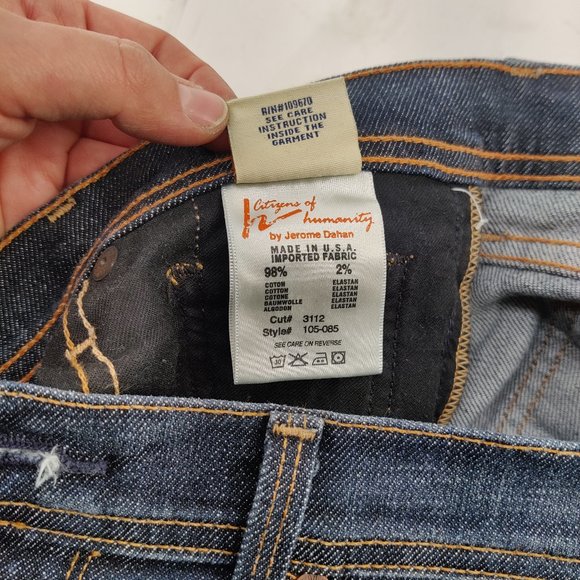 R/N#109670
SEE CARE
INSTRUCTION
INSIDE THE
GARMENT
Citizens of
humanity
by Jerome Dahan
MADE IN U.S.A.
IMPORTED FABRIC
98% 2%
COTON ELASTAN
COTTON ELASTAN
COTONE ELASTAN
BAUMWOLLE ELASTAN
ALGODON ELASTAN
Cut# 3112
Style# 105-085
SEE CARE ON REVERSE
30